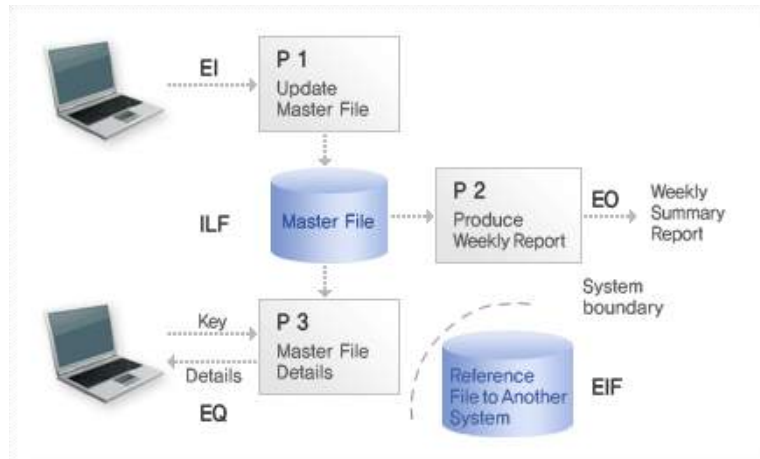 EI
P 1
Update
Master File
ILF
Master File
P 2
Produce
Weekly Report
EO
Weekly
Summary
Report
Key
Details
EQ
P 3
Master File
Details
System
boundary
Reference
File to Another
System
EIF